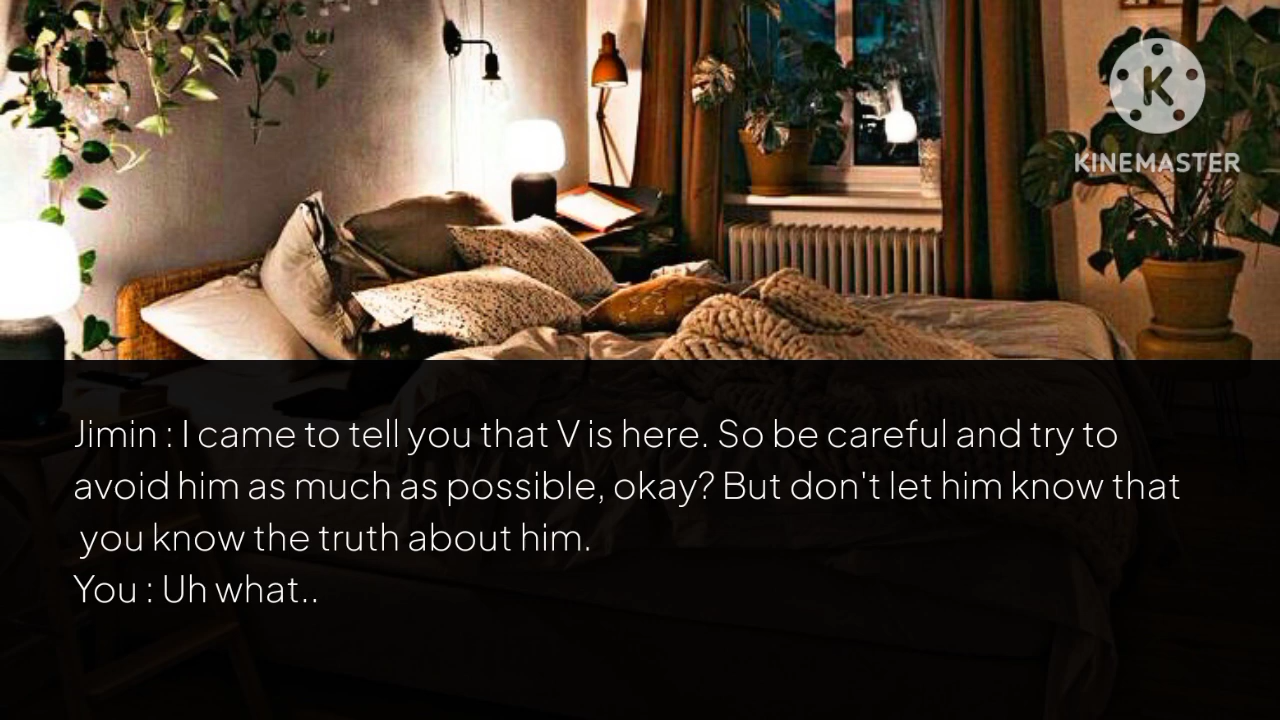 K
KINEMASTER
Jimin : I came to tell you that V is here. So be careful and try to
avoid him as much as possible, okay? But don't let him know that
you know the truth about him.
You : Uh what..